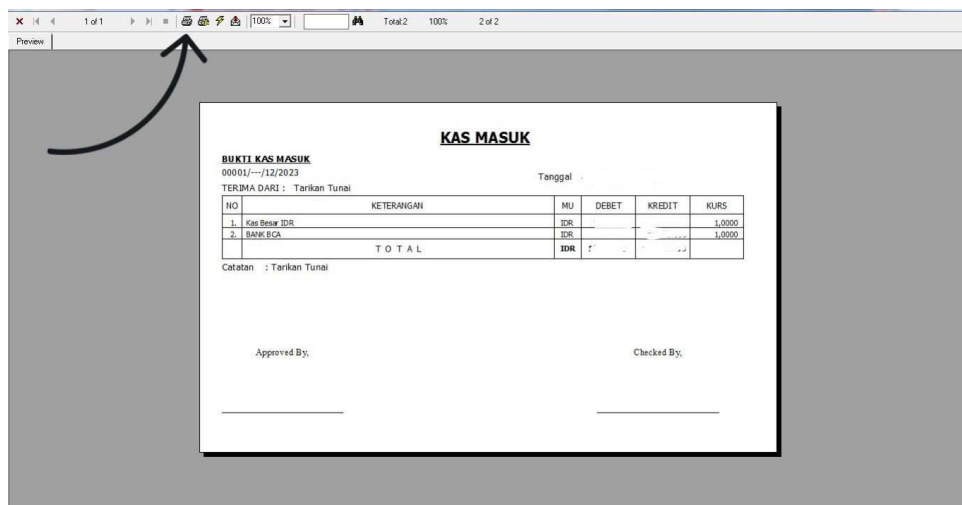 1 of 1 100% Total:2 100% 2 of 2
Preview
KAS MASUK
BUKTI KAS MASUK
00001/---/12/2023
Tanggal
TERIMA DARI : Tarikan Tunai
NO KETERANGAN MU DEBET KREDIT KURS
1. Kas Besar IDR IDR 1,0000
2. BANK BCA IDR 1,0000
T O T A L IDR
Catatan : Tarikan Tunai
Approved By, Checked By,